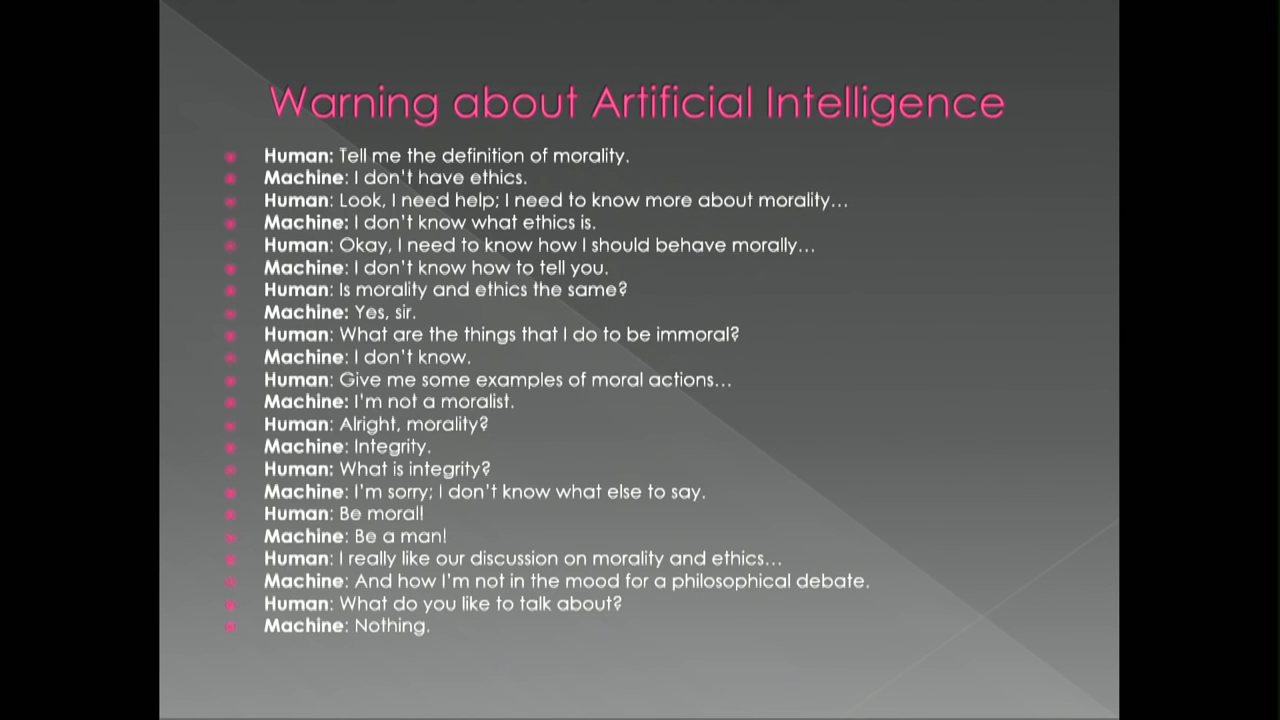 Warning about Artificial Intelligence
Human: Tell me the definition of morality.
Machine: I don't have ethics.
Human: Look, I need help; I need to know more about morality…
Machine: I don't know what ethics is.
Human: Okay, I need to know how I should behave morally…
Machine: I don't know how to tell you.
Human: Is morality and ethics the same?
Machine: Yes, sir.
Human: What are the things that I do to be immoral?
Machine: I don't know.
Human: Give me some examples of moral actions…
Machine: I'm not a moralist.
Human: Alright, morality?
Machine: Integrity.
Human: What is integrity?
Machine: I'm sorry; I don't know what else to say.
Human: Be moral!
Machine: Be a man!
Human: I really like our discussion on morality and ethics…
Machine: And how I'm not in the mood for a philosophical debate.
Human: What do you like to talk about?
Machine: Nothing.